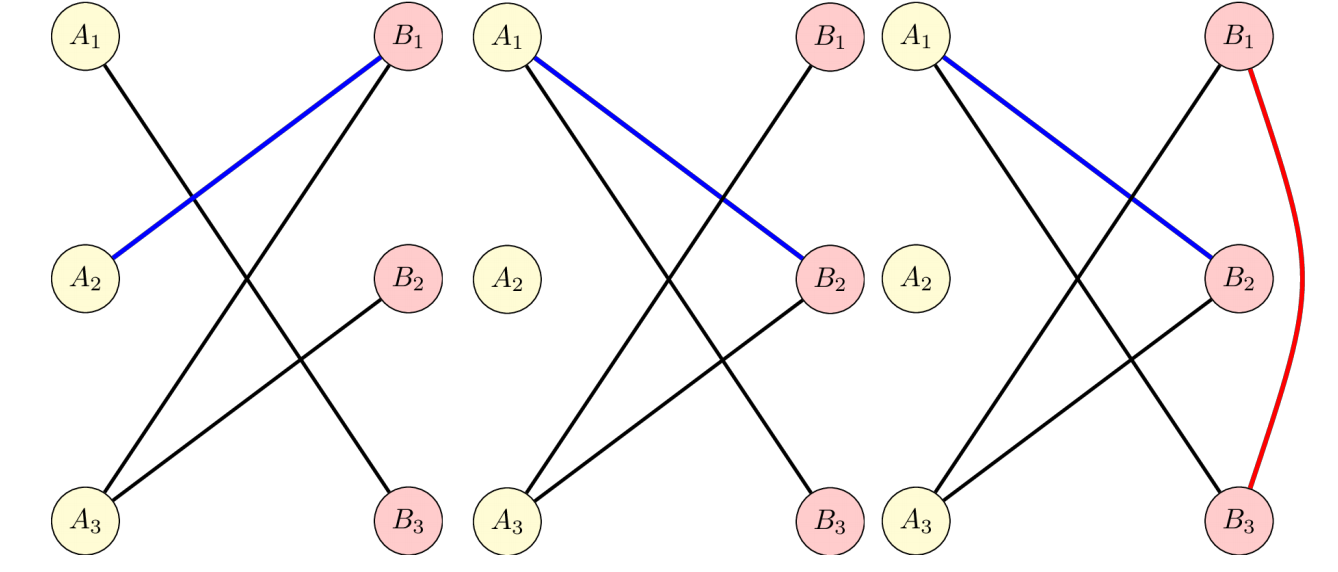 A1 B1 A1 B1 A1 B1
A2 B2 A2 B2 A2 B2
A3 B3 A3 B3 A3 B3